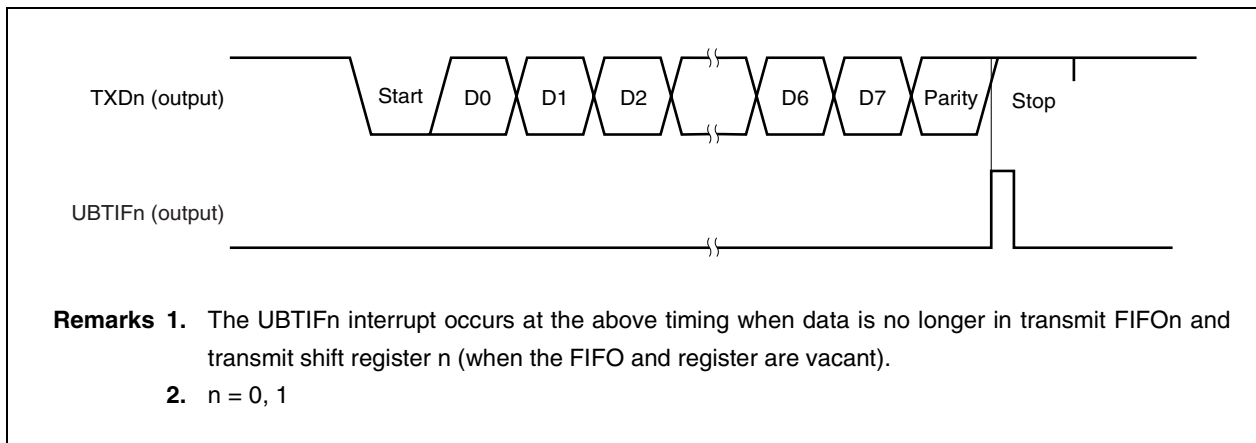 TXDn (output)
Start
D0
D1
D2
D6
D7
Parity
Stop
UBTIFn (output)
Remarks 1. The UBTIFn interrupt occurs at the above timing when data is no longer in transmit FIFOn and
transmit shift register n (when the FIFO and register are vacant).
2. n = 0, 1